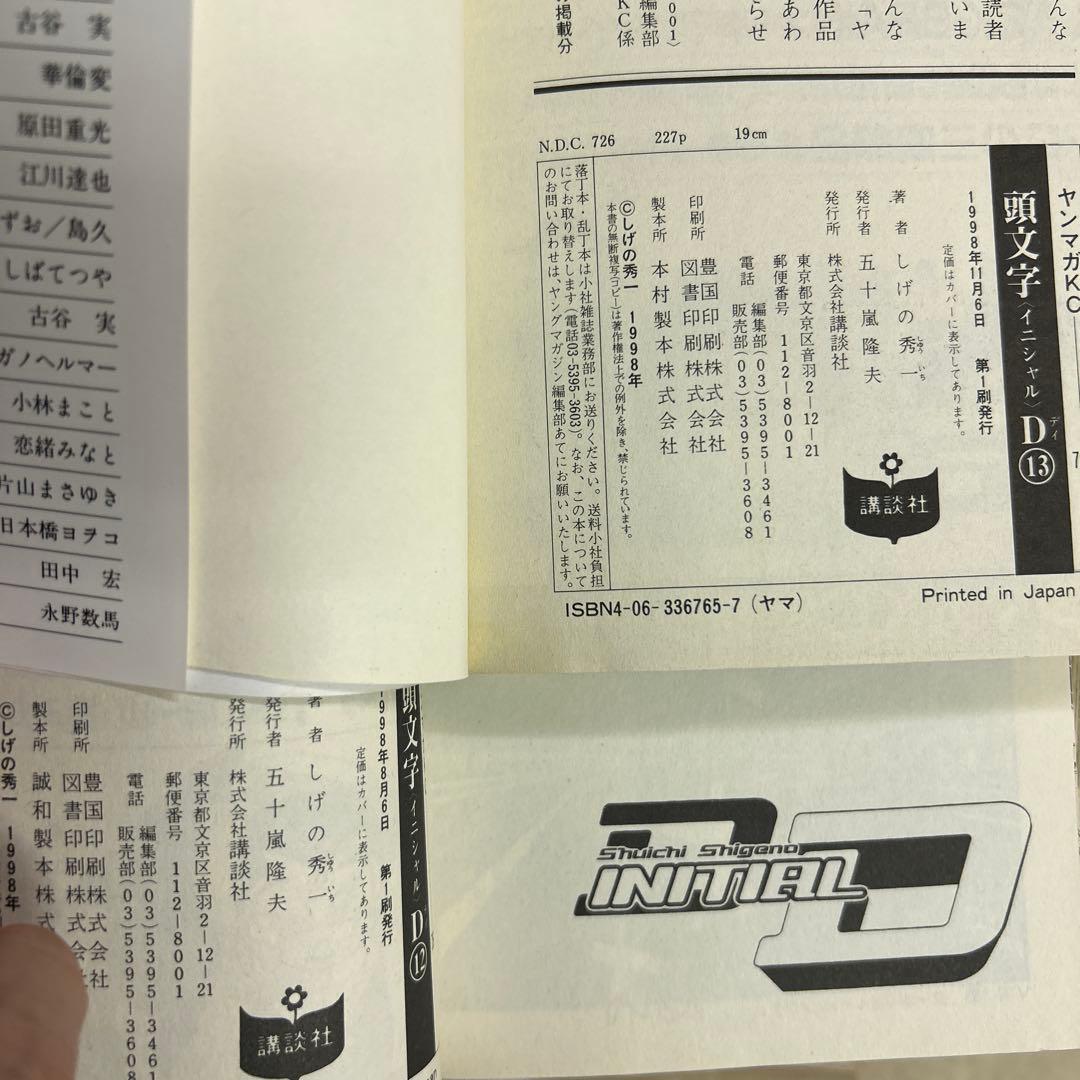 古谷 実
華倫変
原田重光
江川達也
ずお／島久
しばてつや
古谷 実
ガノヘルマー
小林まこと
恋緒みなと
片山まさゆき
日本橋ヨヲコ
田中 宏
永野数馬
んな
読者
いま
んな
「ヤ
作品
あわ
らせ
001〉
編集部
KC係
掲載分
N.D.C. 726 227p 19cm
ヤンマガKC
頭文字〈イニシャル〉D⑬
ディ
1998年11月6日 第1刷発行
定価はカバーに表示してあります。
著者 しげの秀一
しゅういち
発行者 五十嵐隆夫
発行所 株式会社講談社
東京都文京区音羽2-12-21
郵便番号 112-8001
電話 編集部(03)5395-3461
販売部(03)5395-3608
印刷所 豊国印刷株式会社
図書印刷株式会社
製本所 本村製本株式会社
©しげの秀一 1998年
本書の無断複写(コピー)は著作権法上での例外を除き、禁じられています。
落丁本・乱丁本は小社雑誌業務部にお送りください。送料小社負担
にてお取り替えします(電話03-5395-3603)。なお、この本について
のお問い合わせは、ヤングマガジン編集部あてにお願いいたします。
講談社
ISBN4-06-336765-7 (ヤマ)
Printed in Japan
頭文字〈イニシャル〉D⑫
1998年8月6日 第1刷発行
定価はカバーに表示してあります。
著者 しげの秀一
しゅういち
発行者 五十嵐隆夫
発行所 株式会社講談社
東京都文京区音羽2-12-21
郵便番号 112-8001
電話 編集部(03)5395-3461
販売部(03)5395-3608
印刷所 豊国印刷株式会社
図書印刷株式会
製本所 誠和製本株式
©しげの秀一 1998年
講談社
Shuichi Shigeno
INITIAL
D